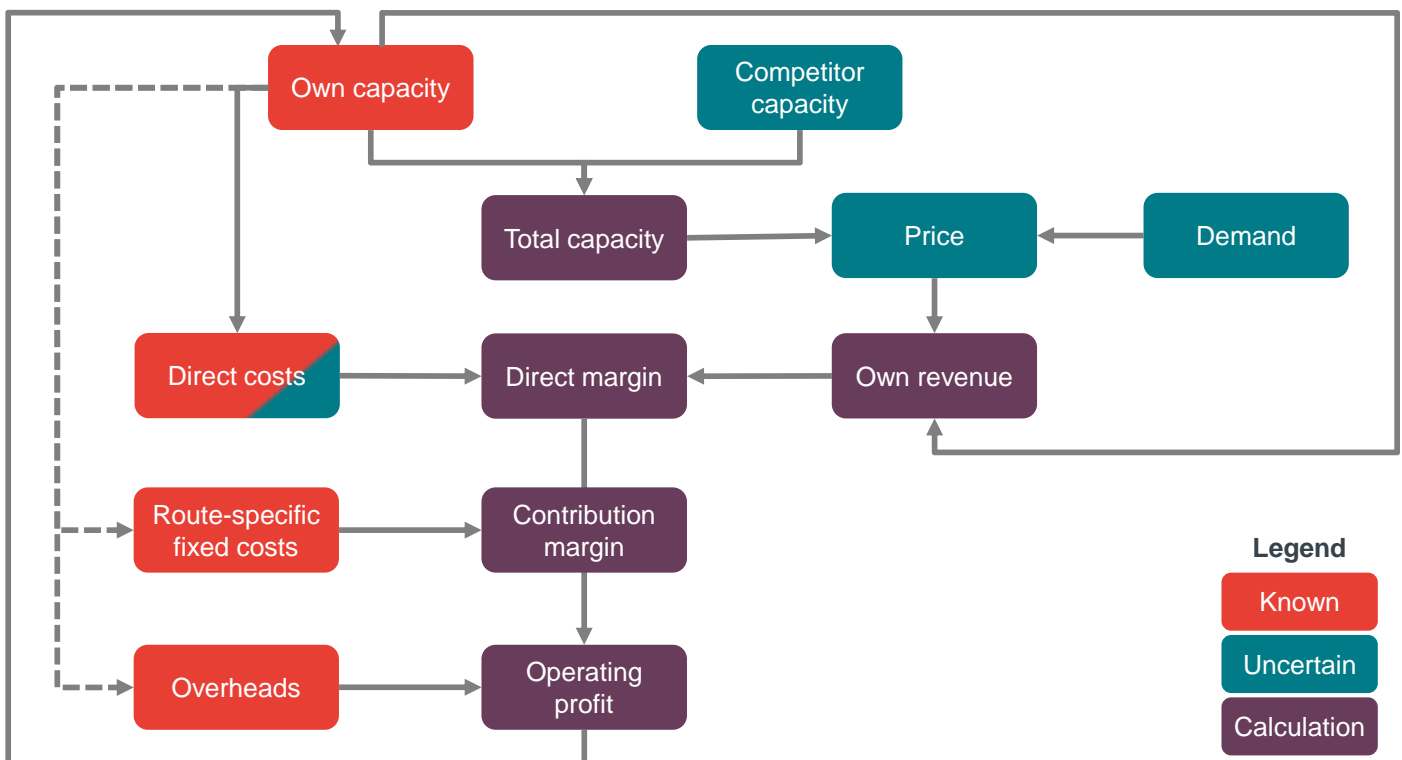 Own capacity
Competitor
capacity
Total capacity
Price
Demand
Direct costs
Direct margin
Own revenue
Route-specific
fixed costs
Contribution
margin
Overheads
Operating
profit
Legend
Known
Uncertain
Calculation